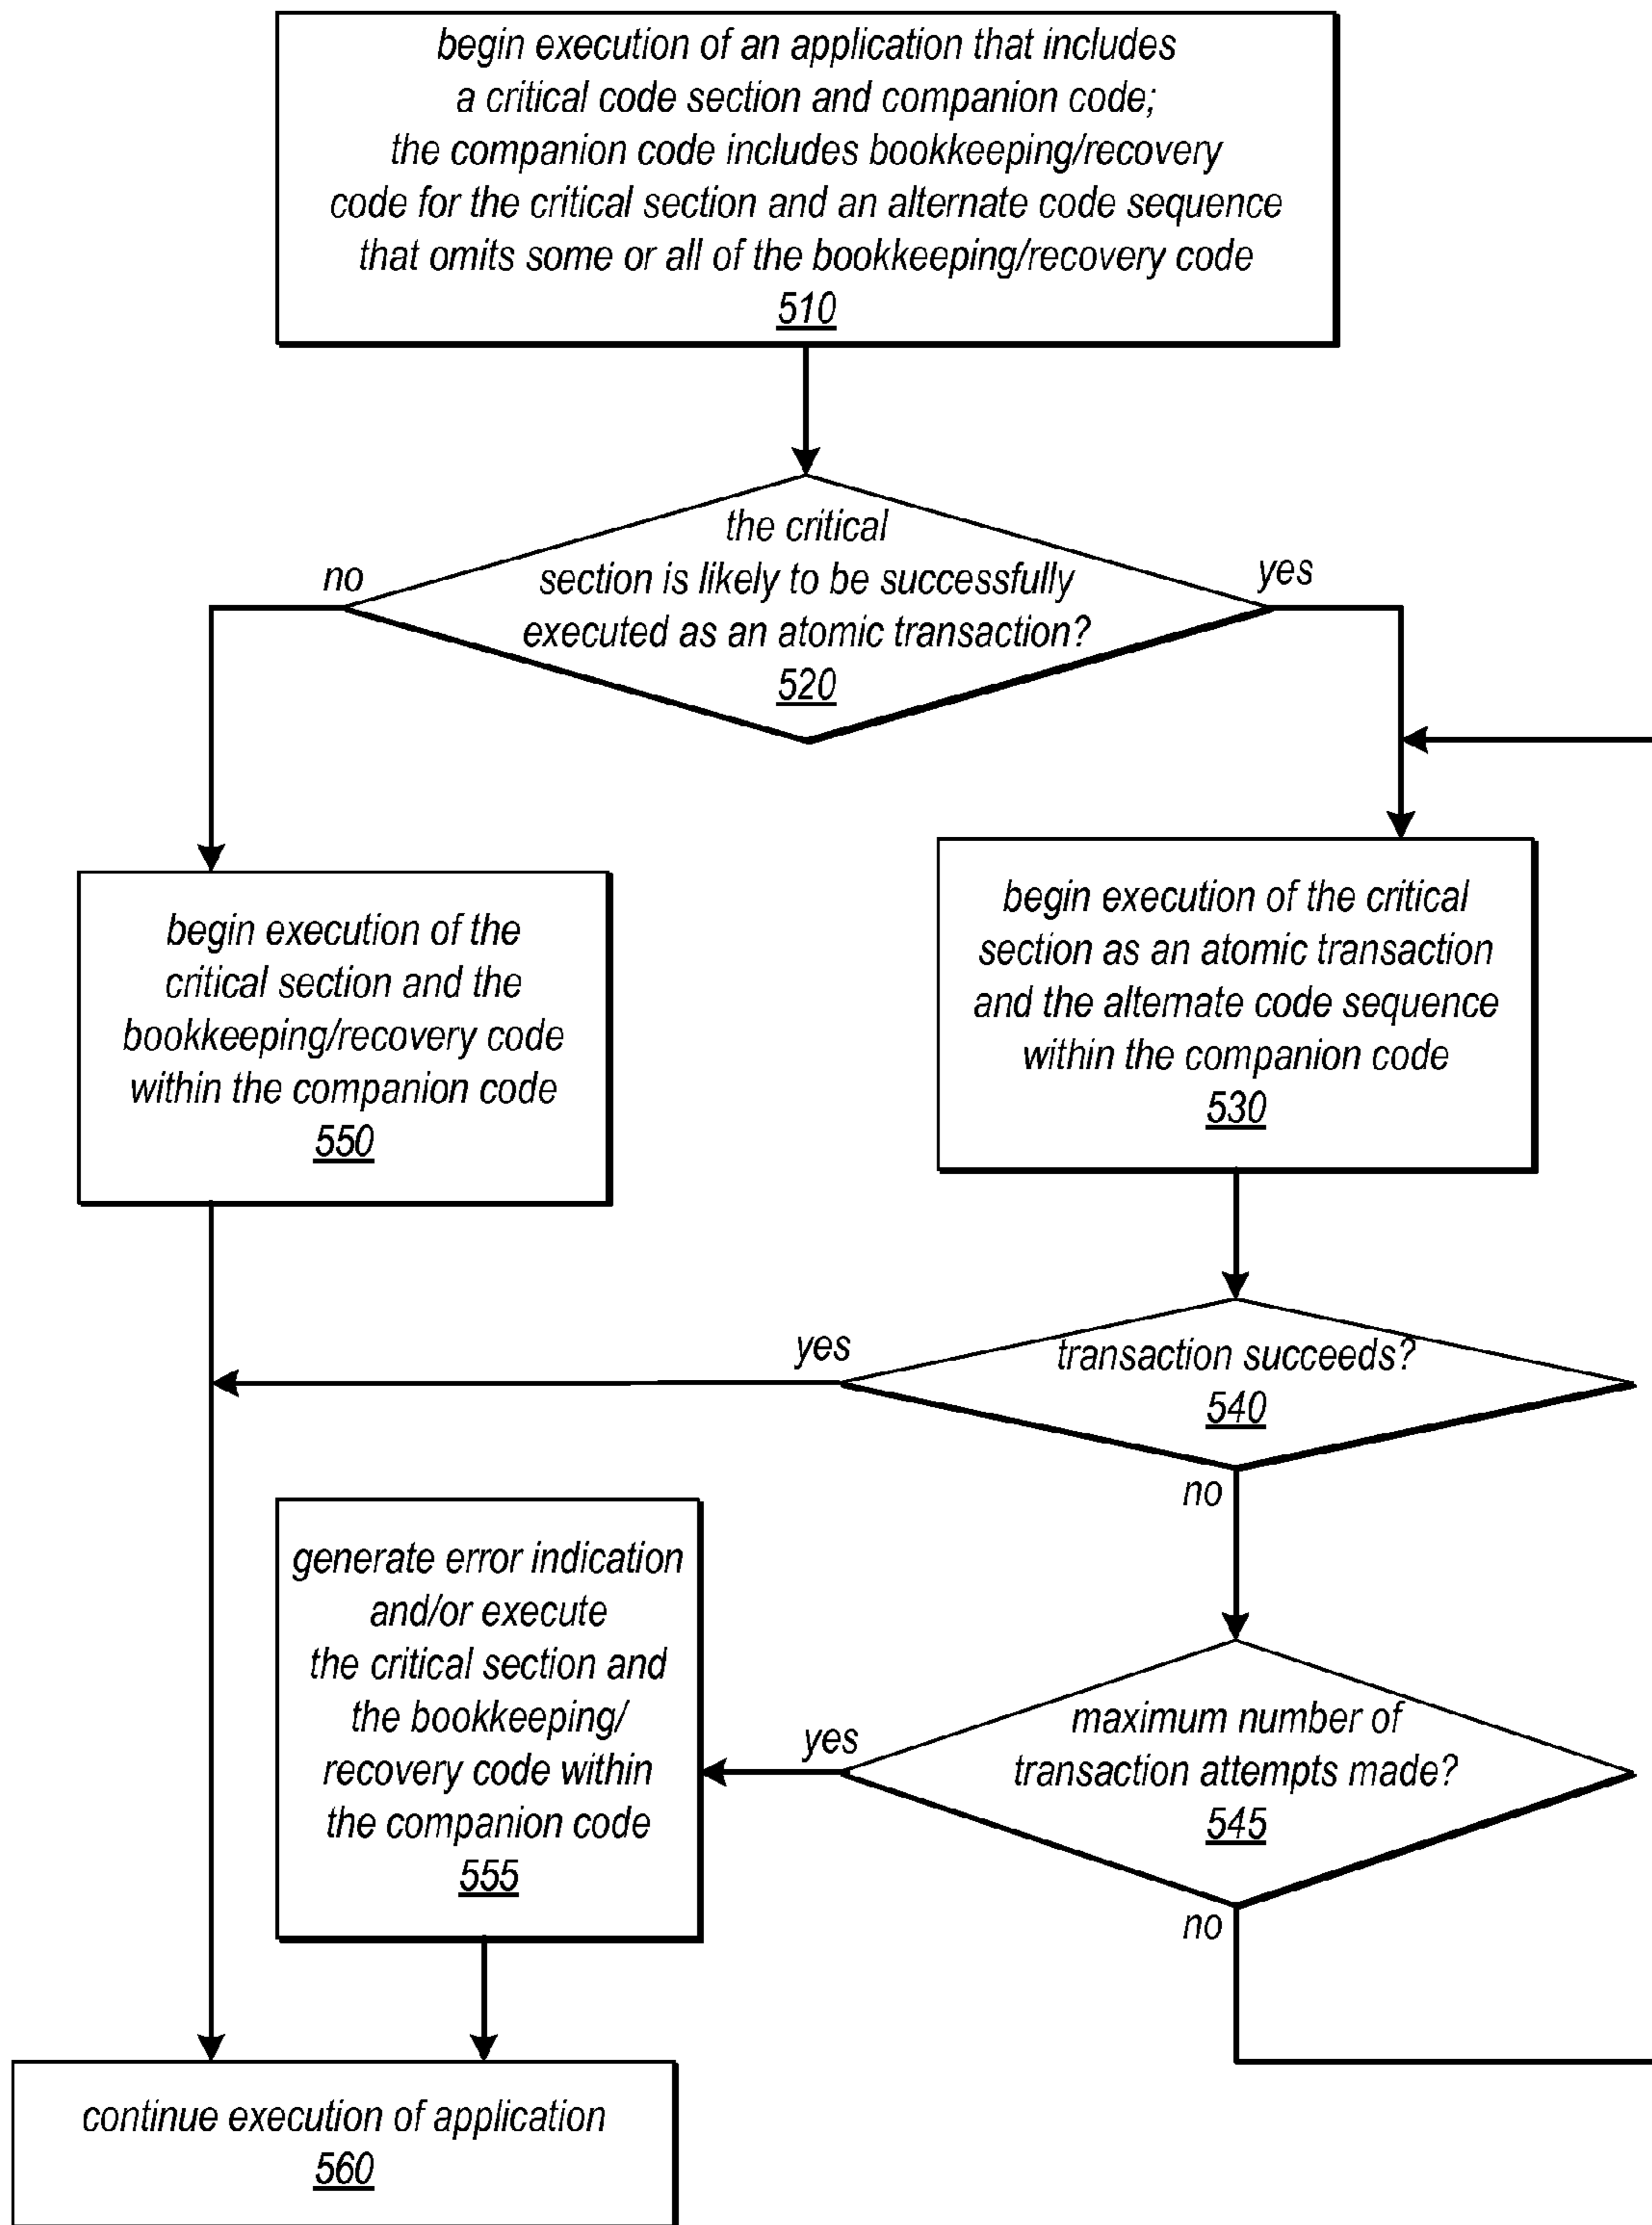 begin execution of an application that includes
a critical code section and companion code;
the companion code includes bookkeeping/recovery
code for the critical section and an alternate code sequence
that omits some or all of the bookkeeping/recovery code
510
the critical
section is likely to be successfully
executed as an atomic transaction?
520
no
yes
begin execution of the
critical section and the
bookkeeping/recovery code
within the companion code
550
begin execution of the critical
section as an atomic transaction
and the alternate code sequence
within the companion code
530
transaction succeeds?
540
yes
no
generate error indication
and/or execute
the critical section and
the bookkeeping/
recovery code within
the companion code
555
maximum number of
transaction attempts made?
545
yes
no
continue execution of application
560